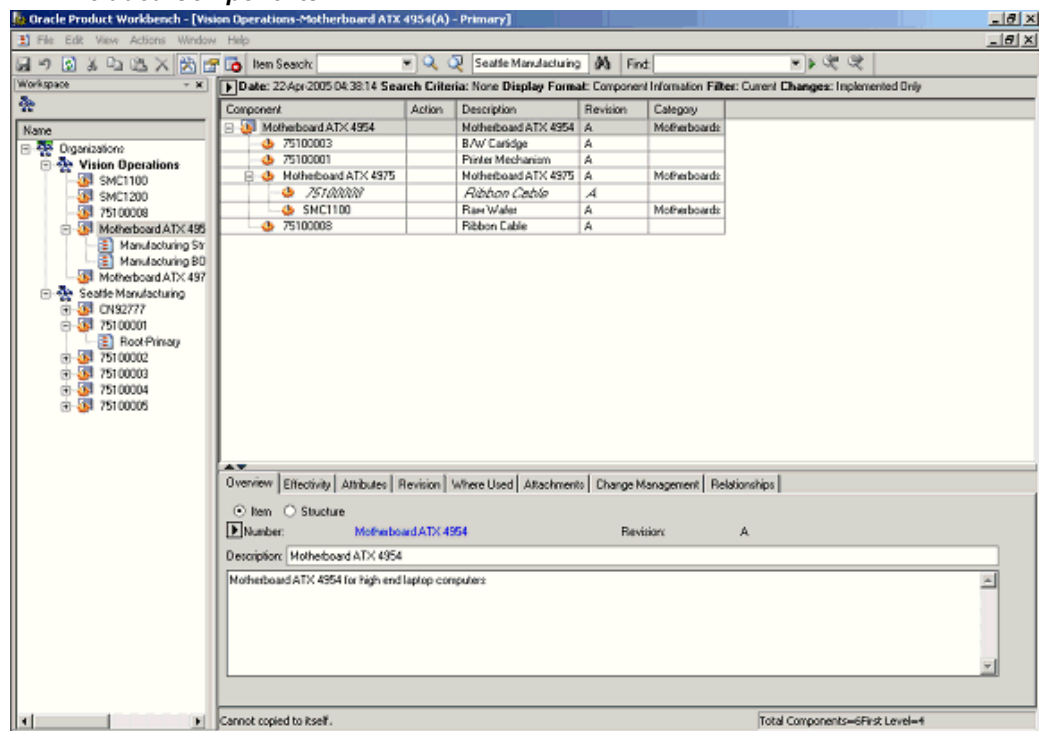 Oracle Product Workbench - [Vision Operations-Motherboard ATX 4954(A) - Primary]
File Edit View Actions Window Help
Item Search: Seattle Manufacturing Find:
Workspace
Date: 22-Apr-2005 04:38:14 Search Criteria: None Display Format: Component Information Filter: Current Changes: Implemented Only
Name
Organizations
Vision Operations
SMC1100
SMC1200
75100008
Motherboard ATX 495
Manufacturing Str
Manufacturing BO
Motherboard ATX 497
Seattle Manufacturing
CN92777
75100001
Root-Primary
75100002
75100003
75100004
75100005
Component Action Description Revision Category
Motherboard ATX 4954 Motherboard ATX 4954 A Motherboards
75100003 B/W Cartidge A
75100001 Printer Mechanism A
Motherboard ATX 4975 Motherboard ATX 4975 A Motherboards
75100008 Ribbon Cable A
SMC1100 Raw Wafer A Motherboards
75100008 Ribbon Cable A
Overview Effectivity Attributes Revision Where Used Attachments Change Management Relationships
Item Structure
Number: Motherboard ATX 4954 Revision: A
Description: Motherboard ATX 4954
Motherboard ATX 4954 for high end laptop computers
Cannot copied to itself.
Total Components=6First Level=4